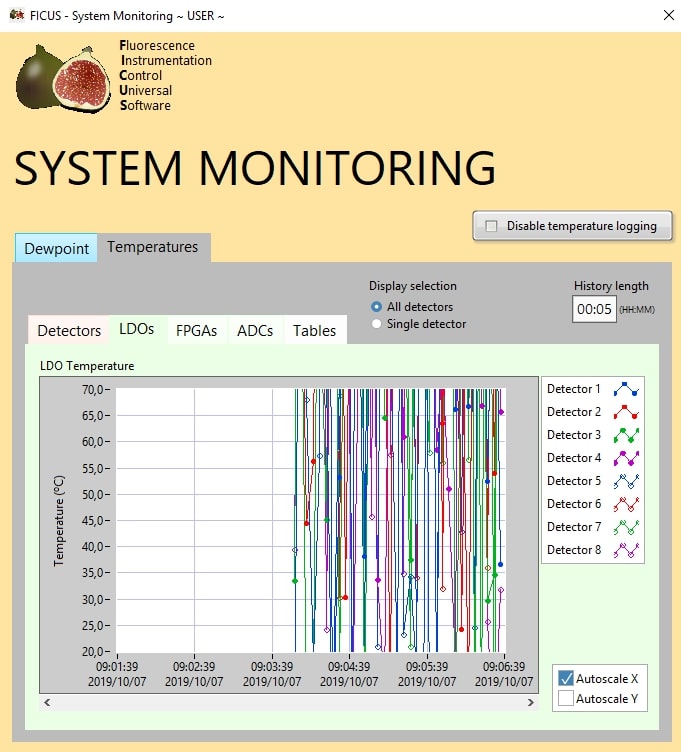 FICUS - System Monitoring ~ USER ~
Fluorescence
Instrumentation
Control
Universal
Software
SYSTEM MONITORING
Disable temperature logging
Dewpoint
Temperatures
Display selection
All detectors
Single detector
History length
00:05 (HH:MM)
Detectors
LDOs
FPGAs
ADCs
Tables
LDO Temperature
Temperature (°C)
70,0
65,0
60,0
55,0
50,0
45,0
40,0
35,0
30,0
25,0
20,0
09:01:39
2019/10/07
09:02:39
2019/10/07
09:03:39
2019/10/07
09:04:39
2019/10/07
09:05:39
2019/10/07
09:06:39
2019/10/07
Detector 1
Detector 2
Detector 3
Detector 4
Detector 5
Detector 6
Detector 7
Detector 8
Autoscale X
Autoscale Y